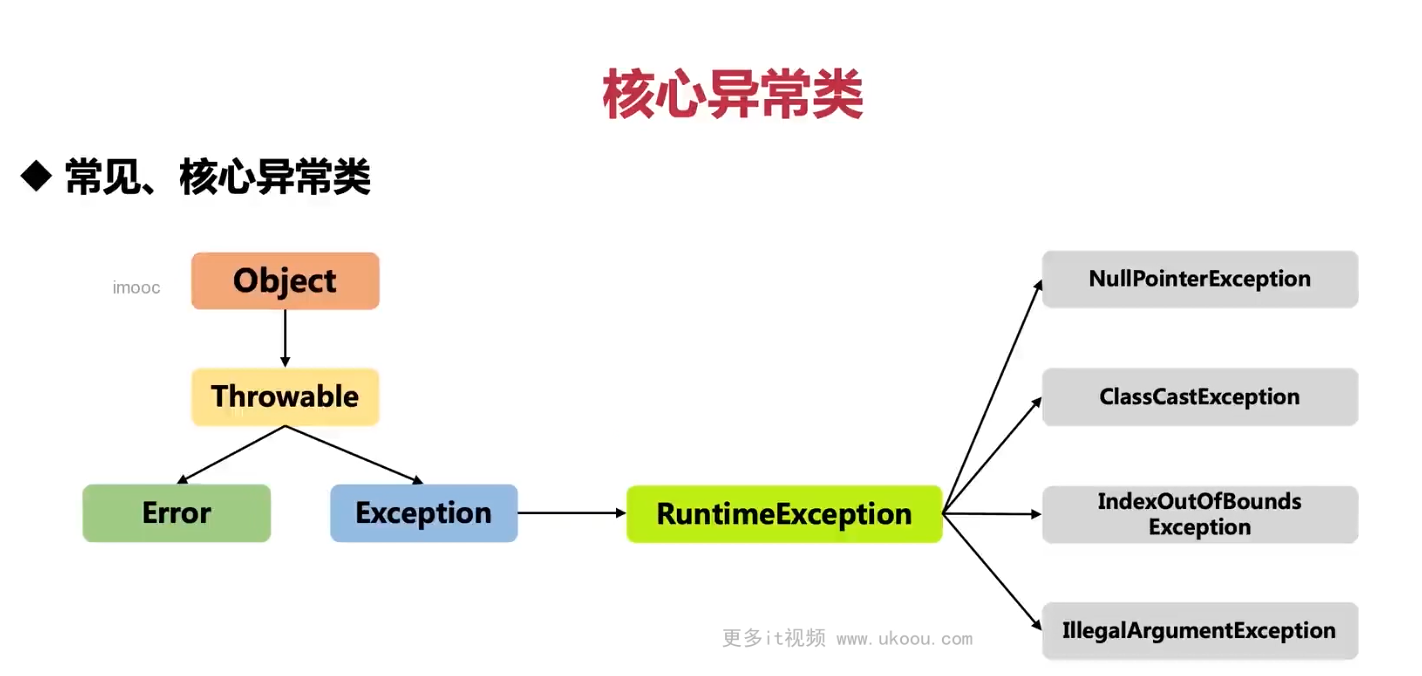 核心异常类
◆ 常见、核心异常类
imooc
Object
Throwable
Error
Exception
RuntimeException
NullPointerException
ClassCastException
IndexOutOfBounds
Exception
IllegalArgumentException
更多it视频 www.ukoou.com